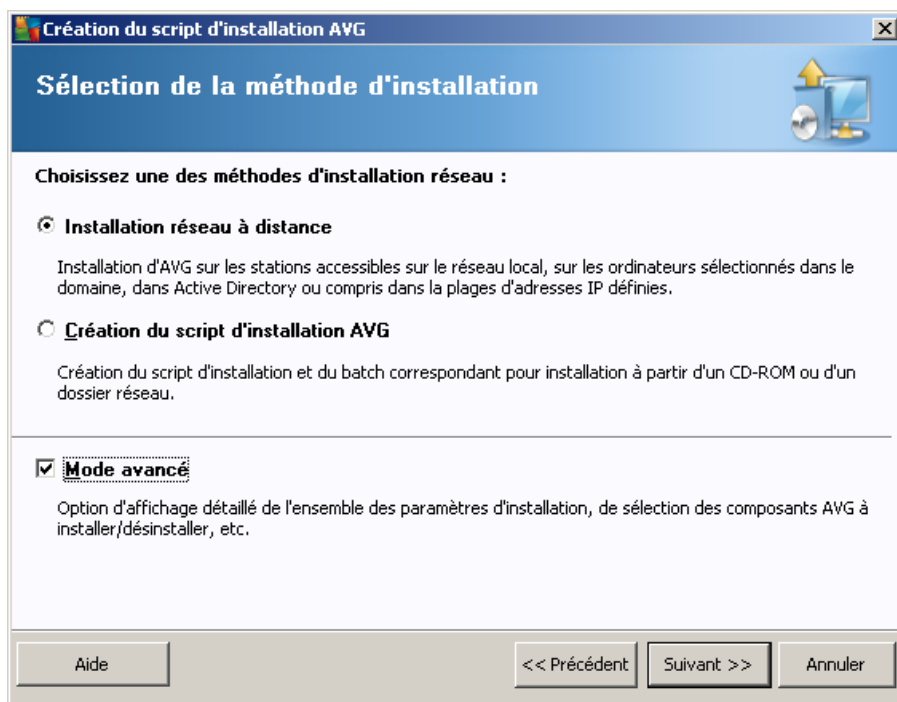 Création du script d'installation AVG
Sélection de la méthode d'installation
Choisissez une des méthodes d'installation réseau :
Installation réseau à distance
Installation d'AVG sur les stations accessibles sur le réseau local, sur les ordinateurs sélectionnés dans le
domaine, dans Active Directory ou compris dans la plages d'adresses IP définies.
Création du script d'installation AVG
Création du script d'installation et du batch correspondant pour installation à partir d'un CD-ROM ou d'un
dossier réseau.
Mode avancé
Option d'affichage détaillé de l'ensemble des paramètres d'installation, de sélection des composants AVG à
installer/désinstaller, etc.
Aide
<< Précédent
Suivant >>
Annuler